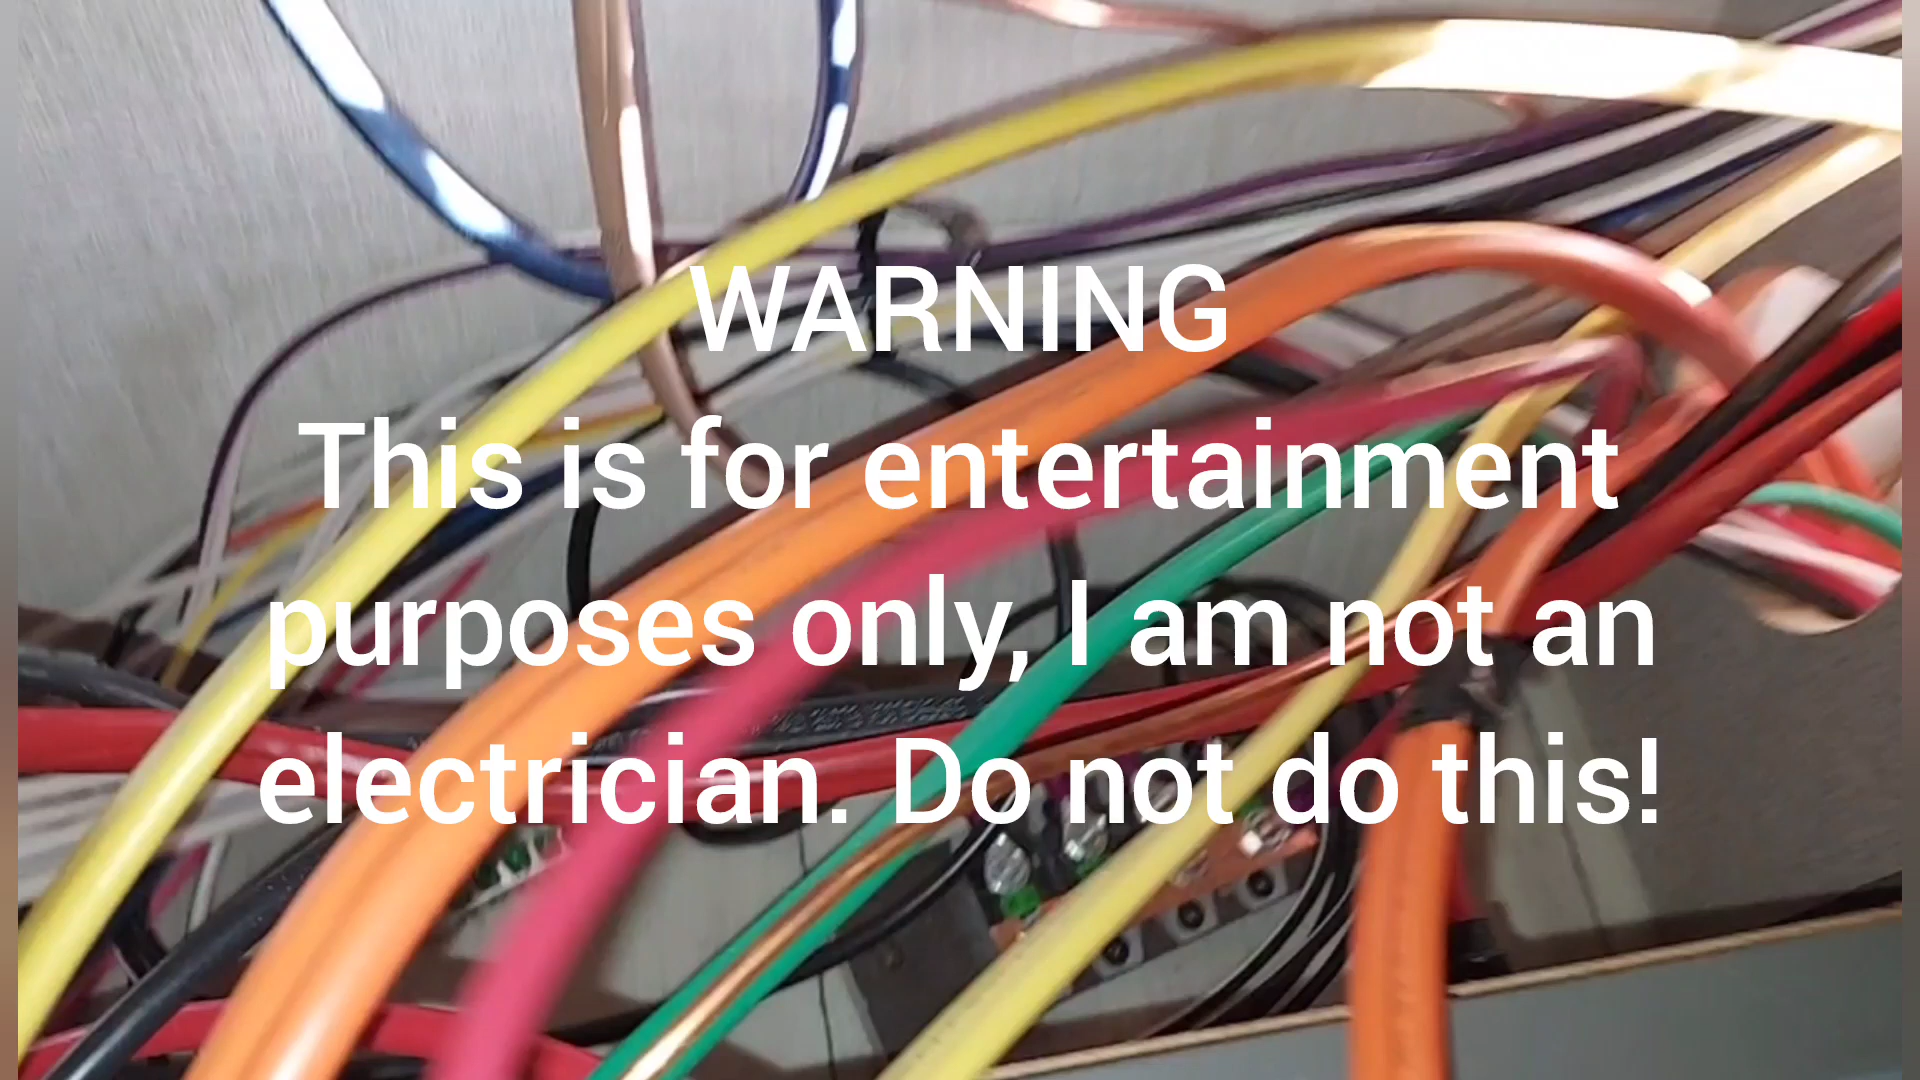 WARNING
This is for entertainment
purposes only, I am not an
electrician. Do not do this!